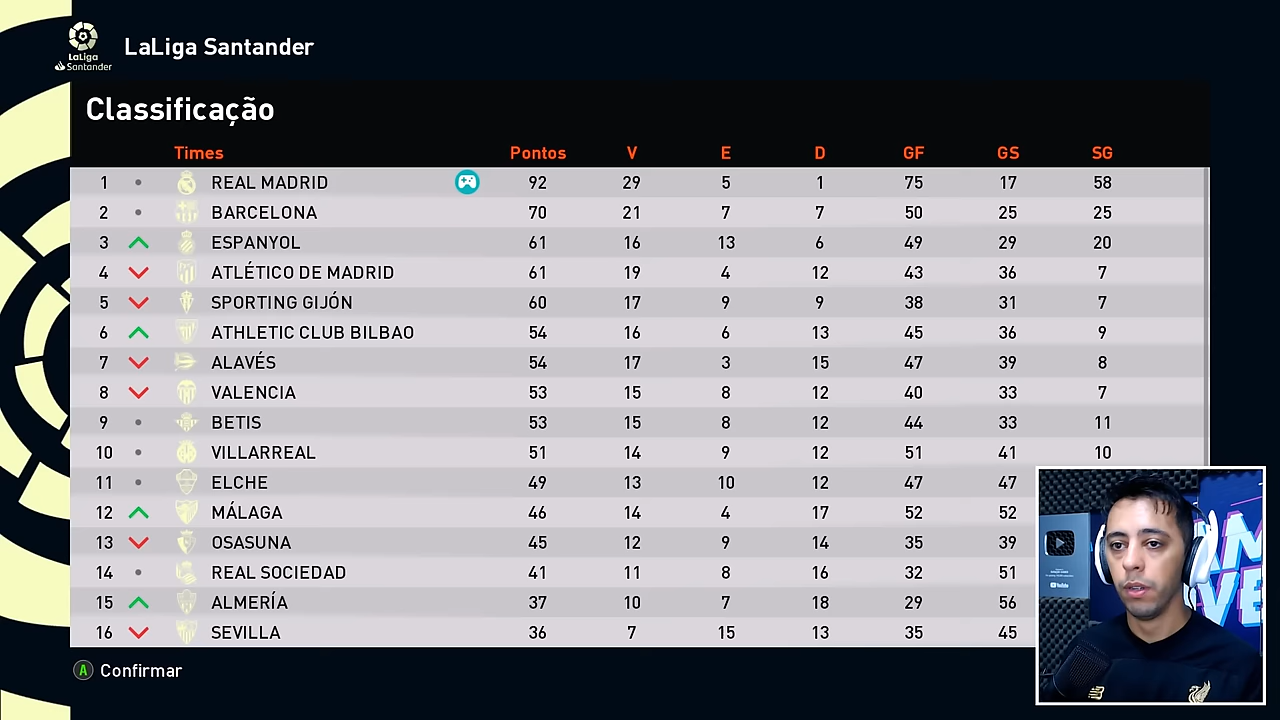 LaLiga Santander
LaLiga
Santander
Classificação
Times Pontos V E D GF GS SG
1 REAL MADRID 92 29 5 1 75 17 58
2 BARCELONA 70 21 7 7 50 25 25
3 ESPANYOL 61 16 13 6 49 29 20
4 ATLÉTICO DE MADRID 61 19 4 12 43 36 7
5 SPORTING GIJÓN 60 17 9 9 38 31 7
6 ATHLETIC CLUB BILBAO 54 16 6 13 45 36 9
7 ALAVÉS 54 17 3 15 47 39 8
8 VALENCIA 53 15 8 12 40 33 7
9 BETIS 53 15 8 12 44 33 11
10 VILLARREAL 51 14 9 12 51 41 10
11 ELCHE 49 13 10 12 47 47
12 MÁLAGA 46 14 4 17 52 52
13 OSASUNA 45 12 9 14 35 39
14 REAL SOCIEDAD 41 11 8 16 32 51
15 ALMERÍA 37 10 7 18 29 56
16 SEVILLA 36 7 15 13 35 45
A Confirmar
YouTube